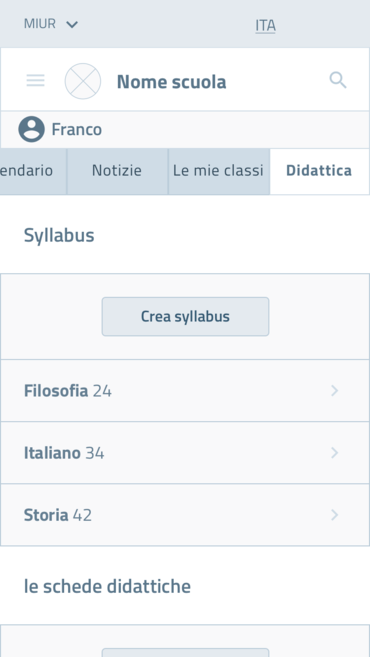 MIUR
ITA
Nome scuola
Franco
endario Notizie Le mie classi Didattica
Syllabus
Crea syllabus
Filosofia 24
Italiano 34
Storia 42
le schede didattiche